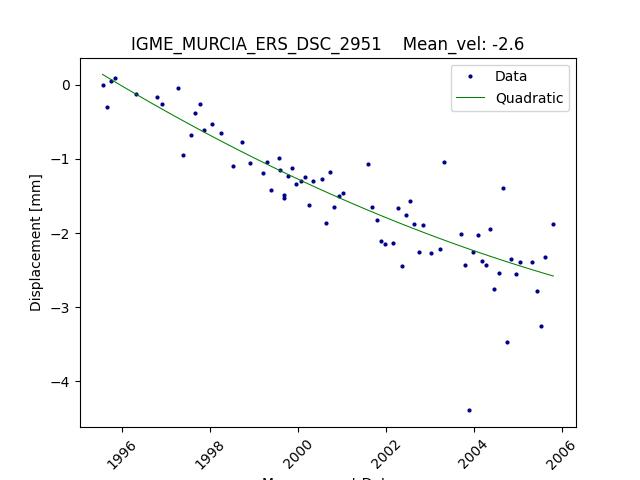 IGME_MURCIA_ERS_DSC_2951    Mean_vel: -2.6
Data
Quadratic
Displacement [mm]
0
−1
−2
−3
−4
1996
1998
2000
2002
2004
2006